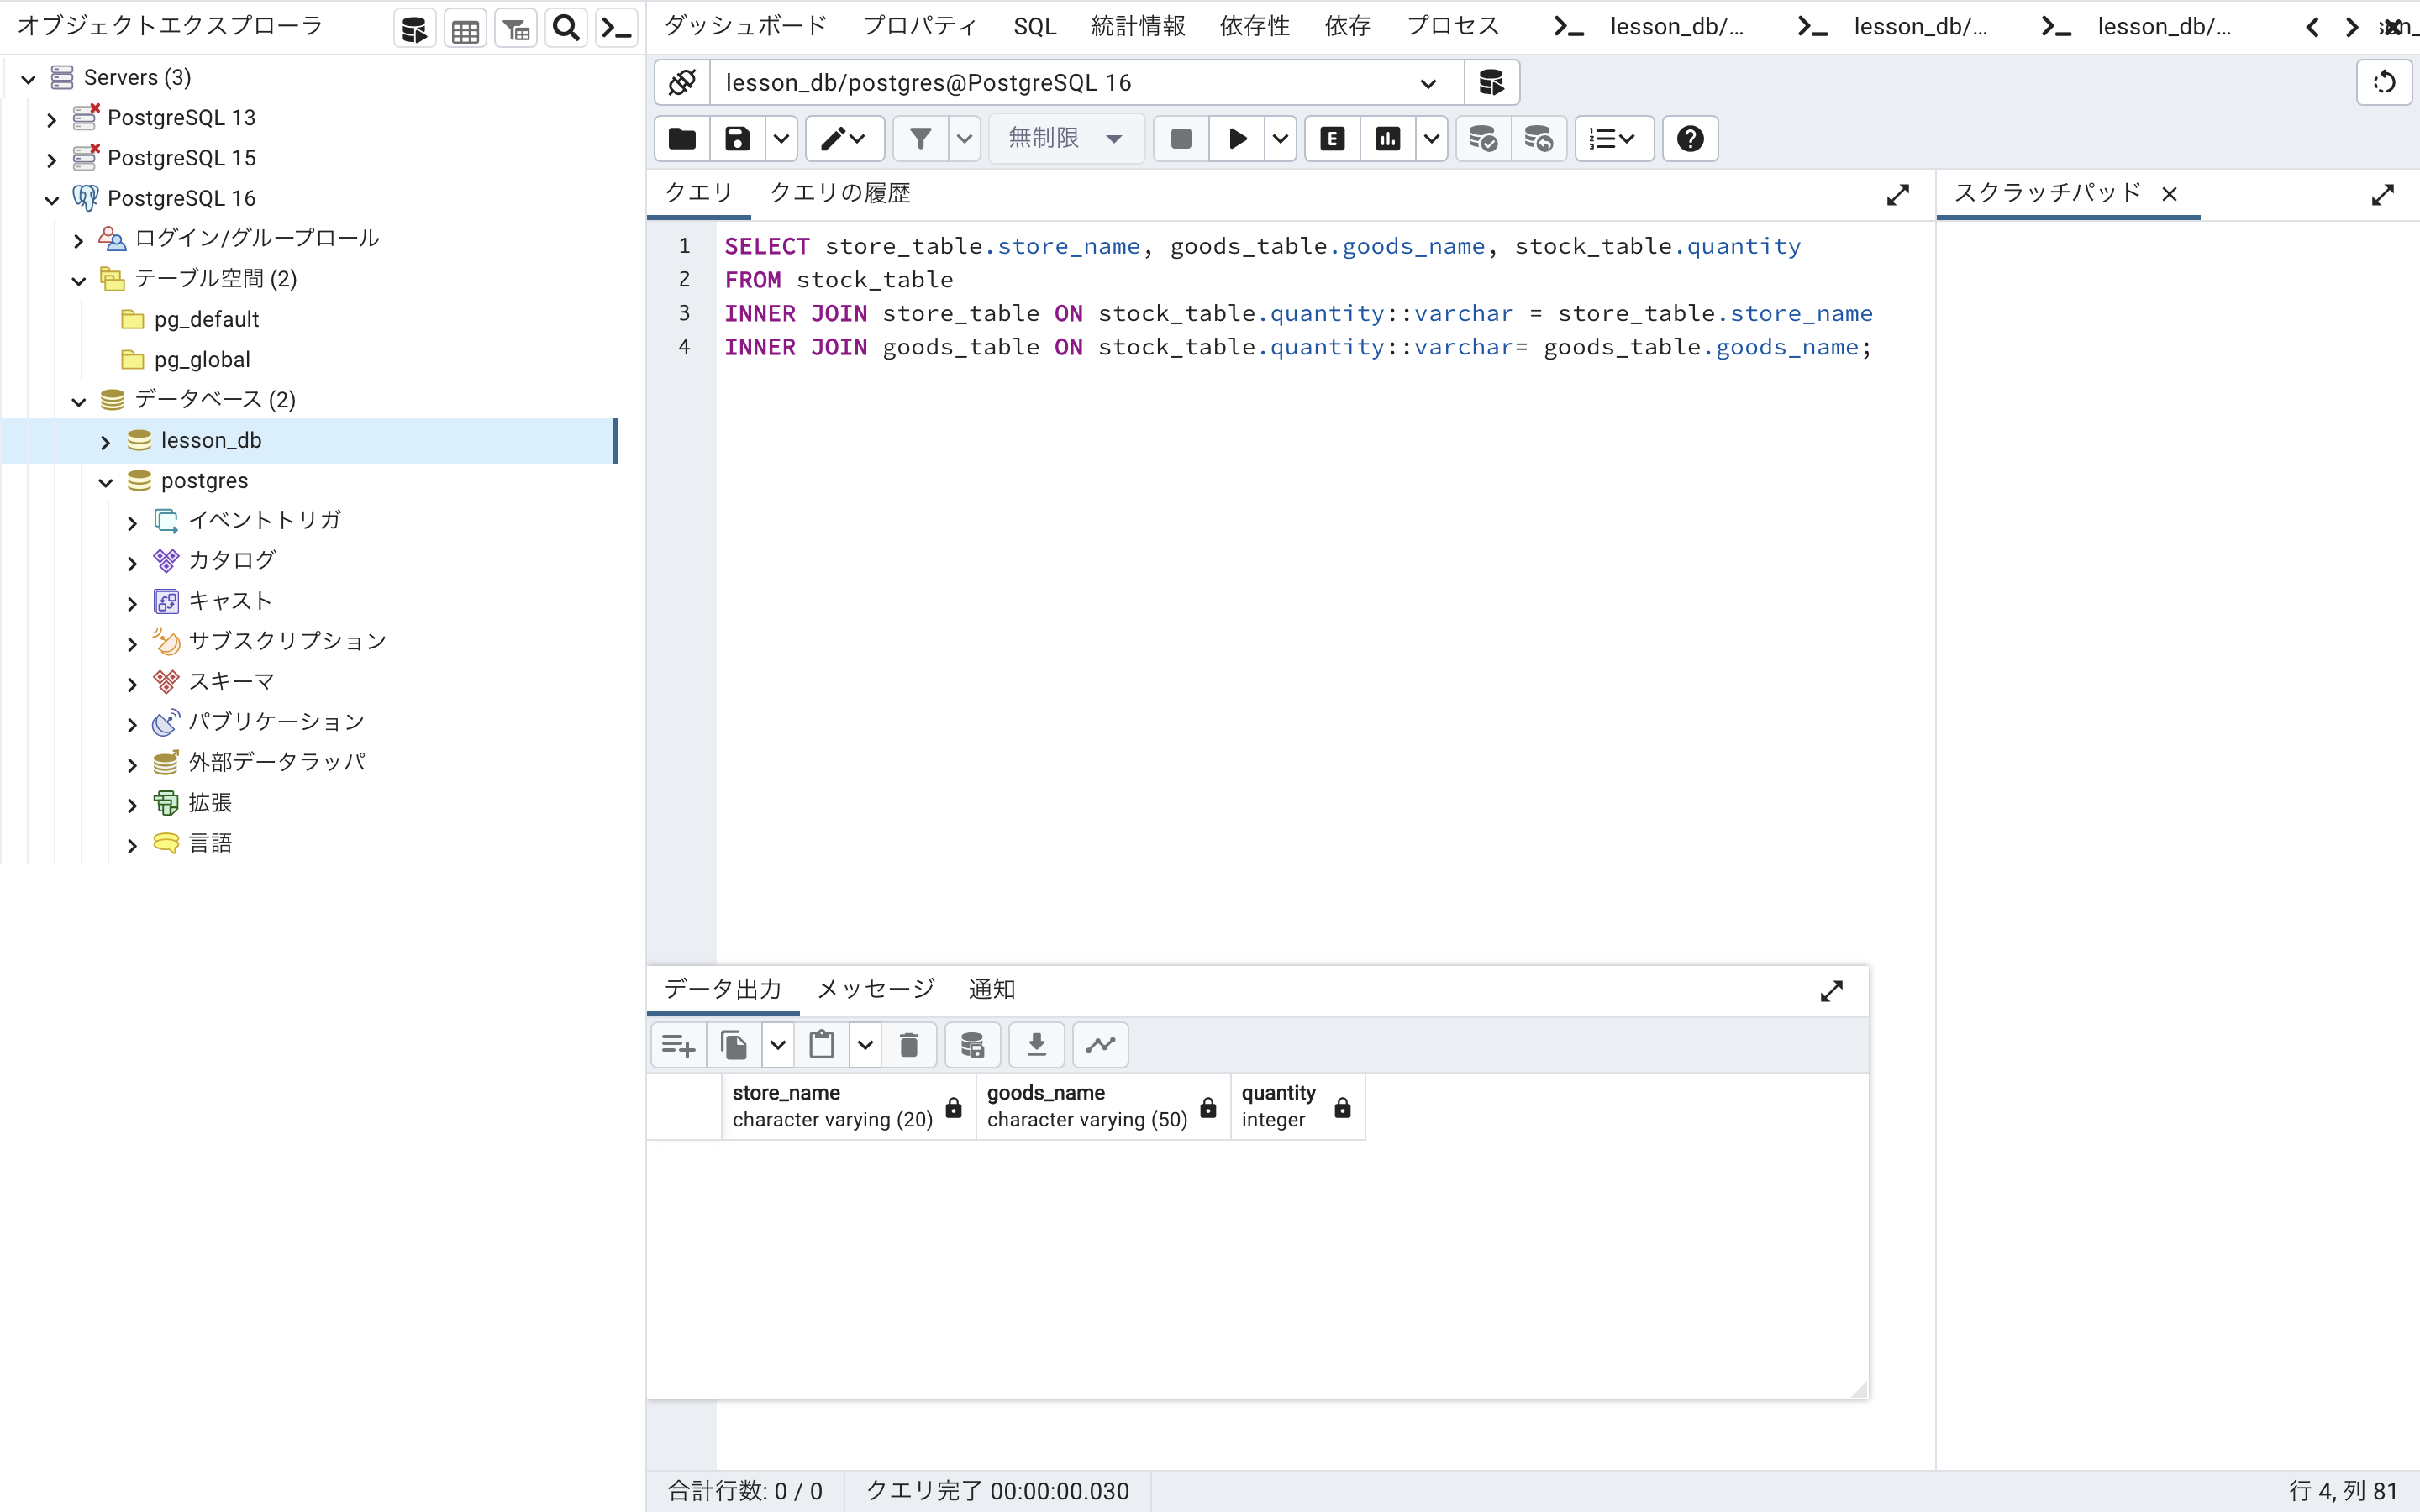 オブジェクトエクスプローラ
Servers (3)
PostgreSQL 13
PostgreSQL 15
PostgreSQL 16
ログイン/グループロール
テーブル空間 (2)
pg_default
pg_global
データベース (2)
lesson_db
postgres
イベントトリガ
カタログ
キャスト
サブスクリプション
スキーマ
パブリケーション
外部データラッパ
拡張
言語
ダッシュボード プロパティ SQL 統計情報 依存性 依存 プロセス lesson_db/... lesson_db/... lesson_db/...
lesson_db/postgres@PostgreSQL 16
無制限 E
クエリ クエリの履歴
スクラッチパッド
1 SELECT store_table.store_name, goods_table.goods_name, stock_table.quantity
2 FROM stock_table
3 INNER JOIN store_table ON stock_table.quantity::varchar = store_table.store_name
4 INNER JOIN goods_table ON stock_table.quantity::varchar= goods_table.goods_name;
データ出力 メッセージ 通知
store_name goods_name quantity
character varying (20) character varying (50) integer
合計行数: 0 / 0 クエリ完了 00:00:00.030 行 4, 列 81